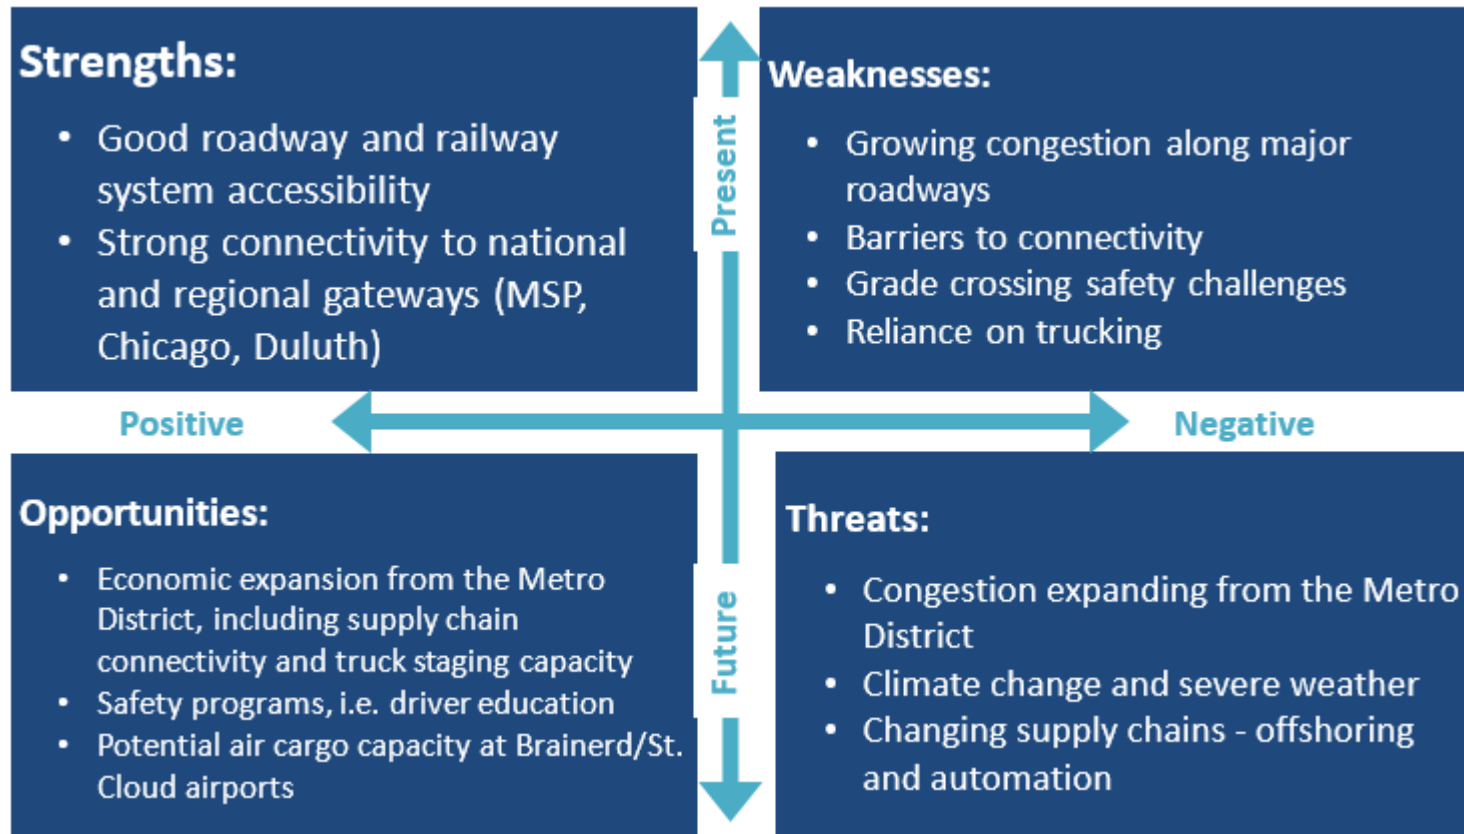 Strengths:
• Good roadway and railway
system accessibility
• Strong connectivity to national
and regional gateways (MSP,
Chicago, Duluth)
Present
Weaknesses:
• Growing congestion along major
roadways
• Barriers to connectivity
• Grade crossing safety challenges
• Reliance on trucking
Positive
Negative
Opportunities:
• Economic expansion from the Metro
District, including supply chain
connectivity and truck staging capacity
• Safety programs, i.e. driver education
• Potential air cargo capacity at Brainerd/St.
Cloud airports
Future
Threats:
• Congestion expanding from the Metro
District
• Climate change and severe weather
• Changing supply chains - offshoring
and automation